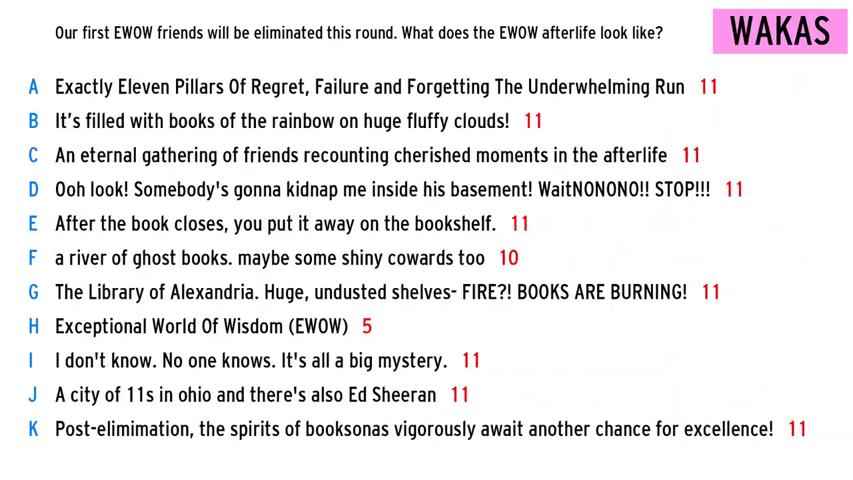 Our first EWOW friends will be eliminated this round. What does the EWOW afterlife look like?
WAKAS
A Exactly Eleven Pillars Of Regret, Failure and Forgetting The Underwhelming Run 11
B It's filled with books of the rainbow on huge fluffy clouds! 11
C An eternal gathering of friends recounting cherished moments in the afterlife 11
D Ooh look! Somebody's gonna kidnap me inside his basement! WaitNONONO!! STOP!!! 11
E After the book closes, you put it away on the bookshelf. 11
F a river of ghost books. maybe some shiny cowards too 10
G The Library of Alexandria. Huge, undusted shelves- FIRE?! BOOKS ARE BURNING! 11
H Exceptional World Of Wisdom (EWOW) 5
I I don't know. No one knows. It's all a big mystery. 11
J A city of 11s in ohio and there's also Ed Sheeran 11
K Post-elimimation, the spirits of booksonas vigorously await another chance for excellence! 11